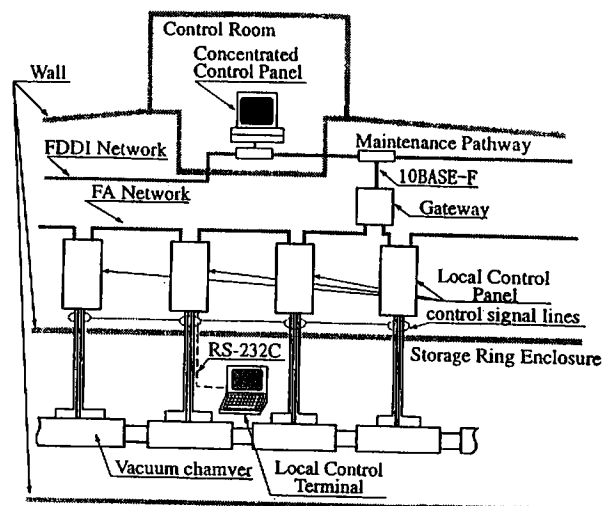 Control Room
Concentrated
Control Panel
Wall
Maintenance Pathway
FDDI Network
10BASE-F
FA Network
Gateway
Local Control
Panel
control signal lines
RS-232C
Storage Ring Enclosure
Vacuum chamver
Local Control
Terminal